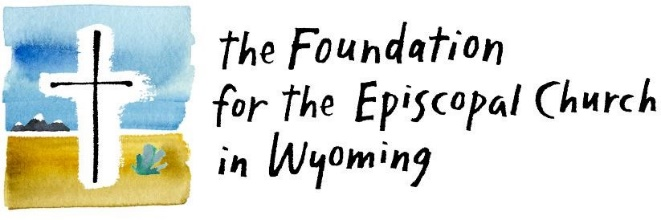 the Foundation
for the Episcopal Church
in Wyoming